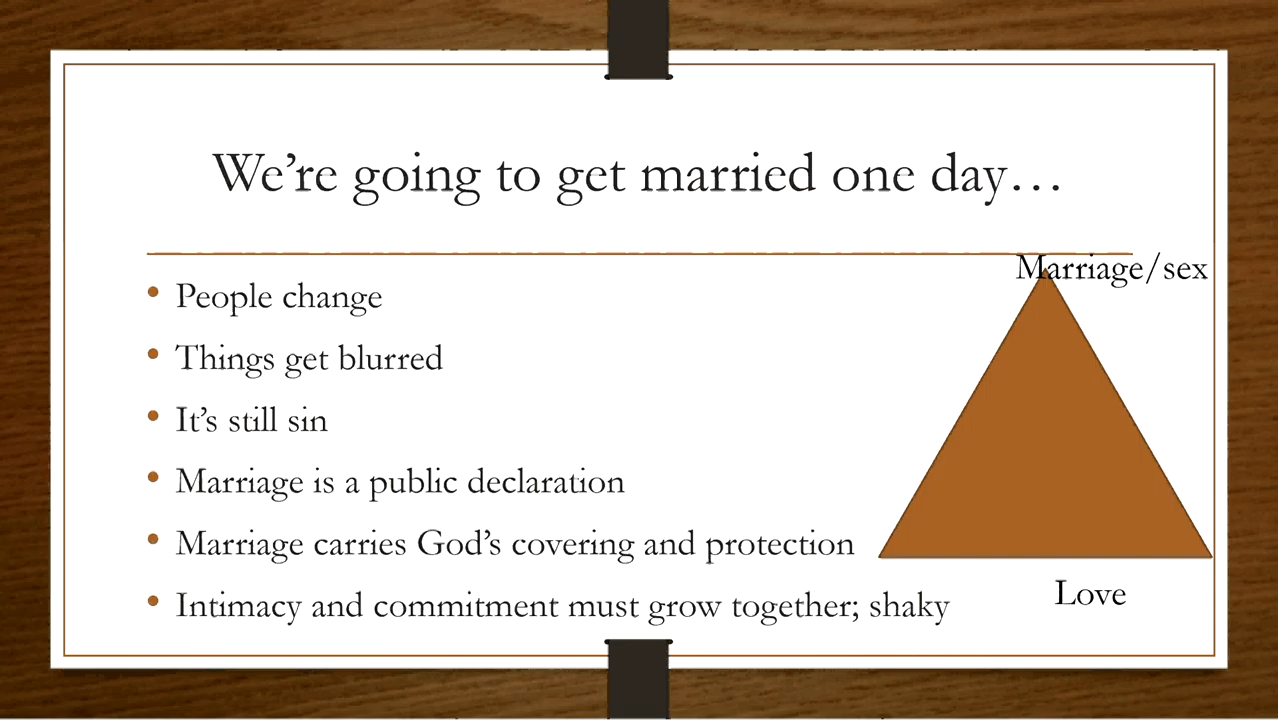 We’re going to get married one day…
Marriage/sex
• People change
• Things get blurred
• It’s still sin
• Marriage is a public declaration
• Marriage carries God’s covering and protection
• Intimacy and commitment must grow together; shaky
Love